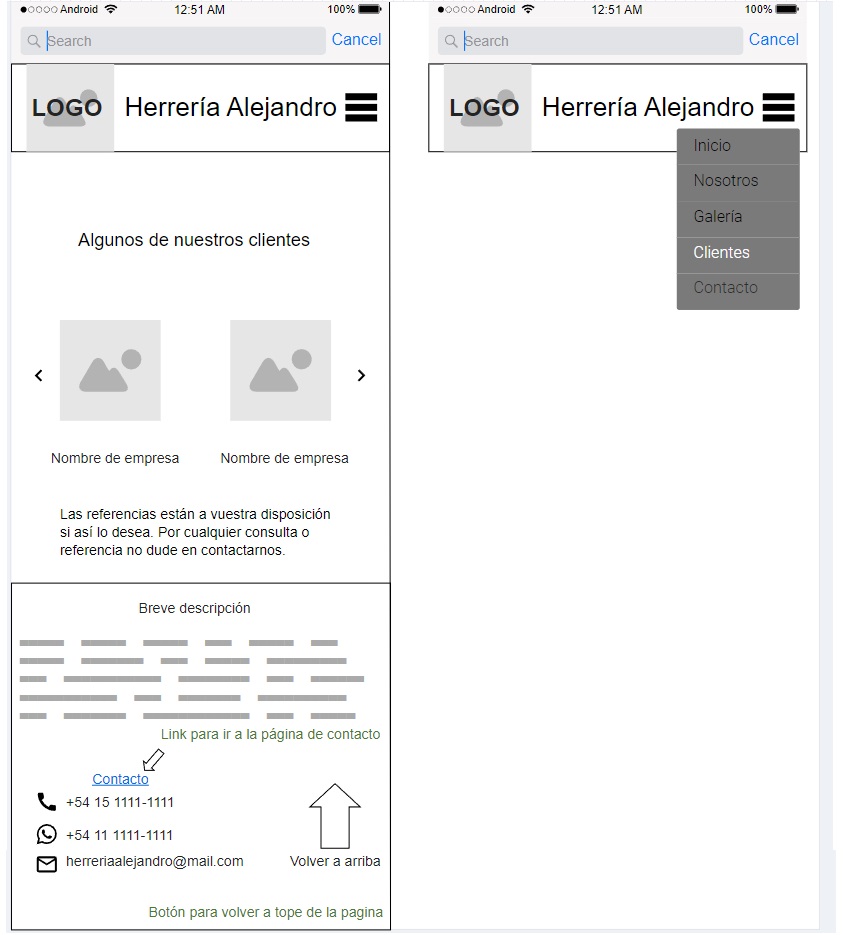 Android 12:51 AM 100%
Search Cancel
LOGO Herrería Alejandro
Algunos de nuestros clientes
Nombre de empresa Nombre de empresa
Las referencias están a vuestra disposición
si así lo desea. Por cualquier consulta o
referencia no dude en contactarnos.
Breve descripción
Link para ir a la página de contacto
Contacto
+54 15 1111-1111
+54 11 1111-1111
herreriaalejandro@mail.com
Volver a arriba
Botón para volver a tope de la pagina
Android 12:51 AM 100%
Search Cancel
LOGO Herrería Alejandro
Inicio
Nosotros
Galería
Clientes
Contacto